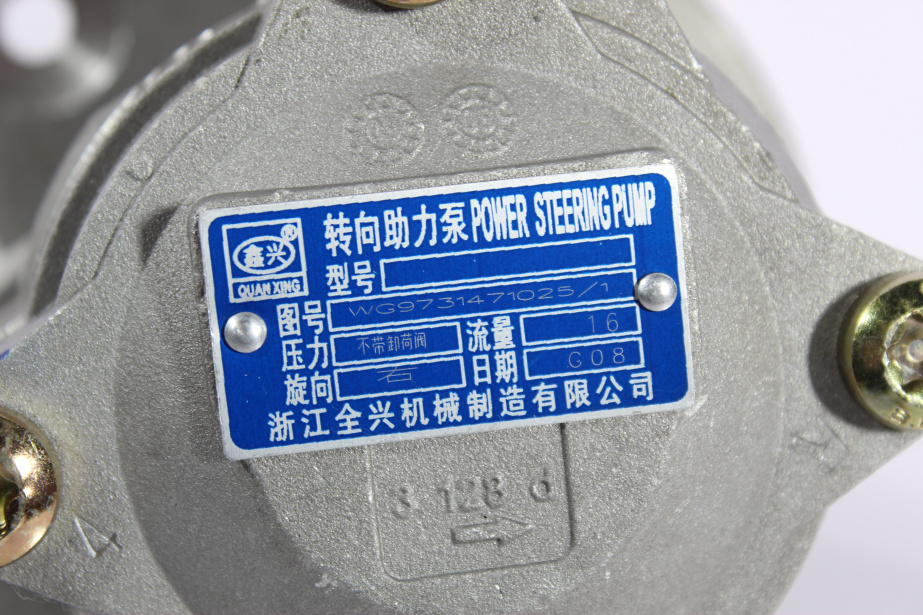 转向助力泵 POWER STEERING PUMP
鑫兴 R
QUAN XING
型号
图号 WG9731471025/1
压力 不带卸荷阀 流量 16
旋向 右 日期 G08
浙江全兴机械制造有限公司
3 128 d
4